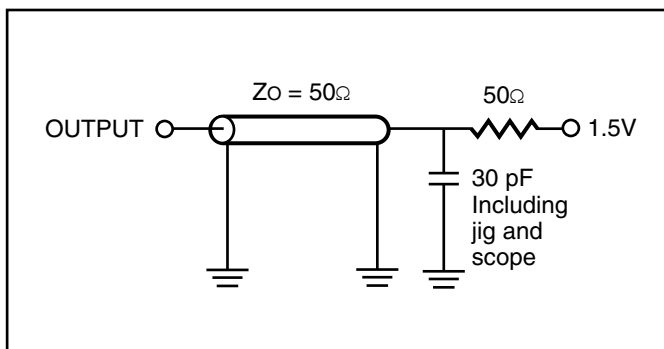 Zo = 50Ω
50Ω
OUTPUT
1.5V
30 pF
Including
jig and
scope